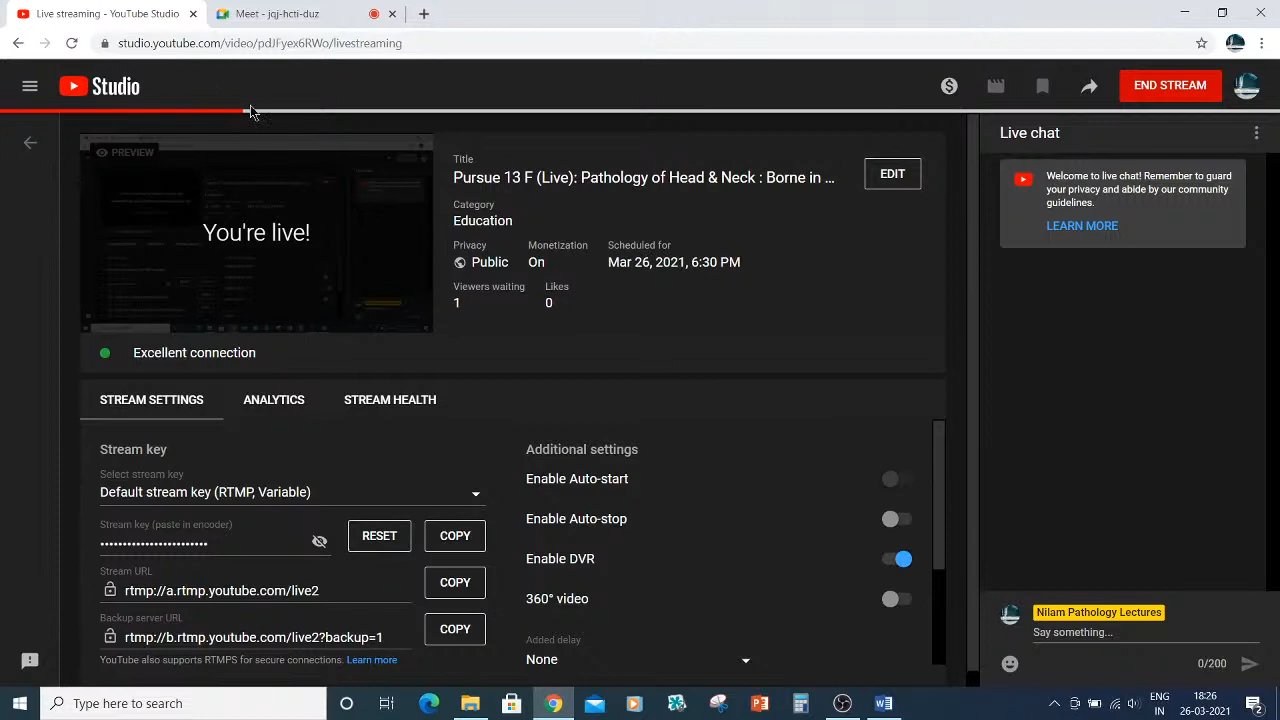 Live streaming - YouTube Studio
Meet - jqj-hcti-duz
studio.youtube.com/video/pdJFyex6RWo/livestreaming
Studio
END STREAM
PREVIEW
You're live!
Title
Pursue 13 F (Live): Pathology of Head & Neck : Borne in ...
EDIT
Category
Education
Privacy
Monetization
Scheduled for
Public
On
Mar 26, 2021, 6:30 PM
Viewers waiting
Likes
1
0
Excellent connection
Live chat
Welcome to live chat! Remember to guard
your privacy and abide by our community
guidelines.
LEARN MORE
STREAM SETTINGS
ANALYTICS
STREAM HEALTH
Stream key
Select stream key
Default stream key (RTMP, Variable)
Stream key (paste in encoder)
••••••••••••••••••••••••
RESET
COPY
Stream URL
rtmp://a.rtmp.youtube.com/live2
COPY
Backup server URL
rtmp://b.rtmp.youtube.com/live2?backup=1
COPY
YouTube also supports RTMPS for secure connections. Learn more
Additional settings
Enable Auto-start
Enable Auto-stop
Enable DVR
360° video
Added delay
None
Nilam Pathology Lectures
Say something...
0/200
Type here to search
ENG
IN
18:26
26-03-2021
2